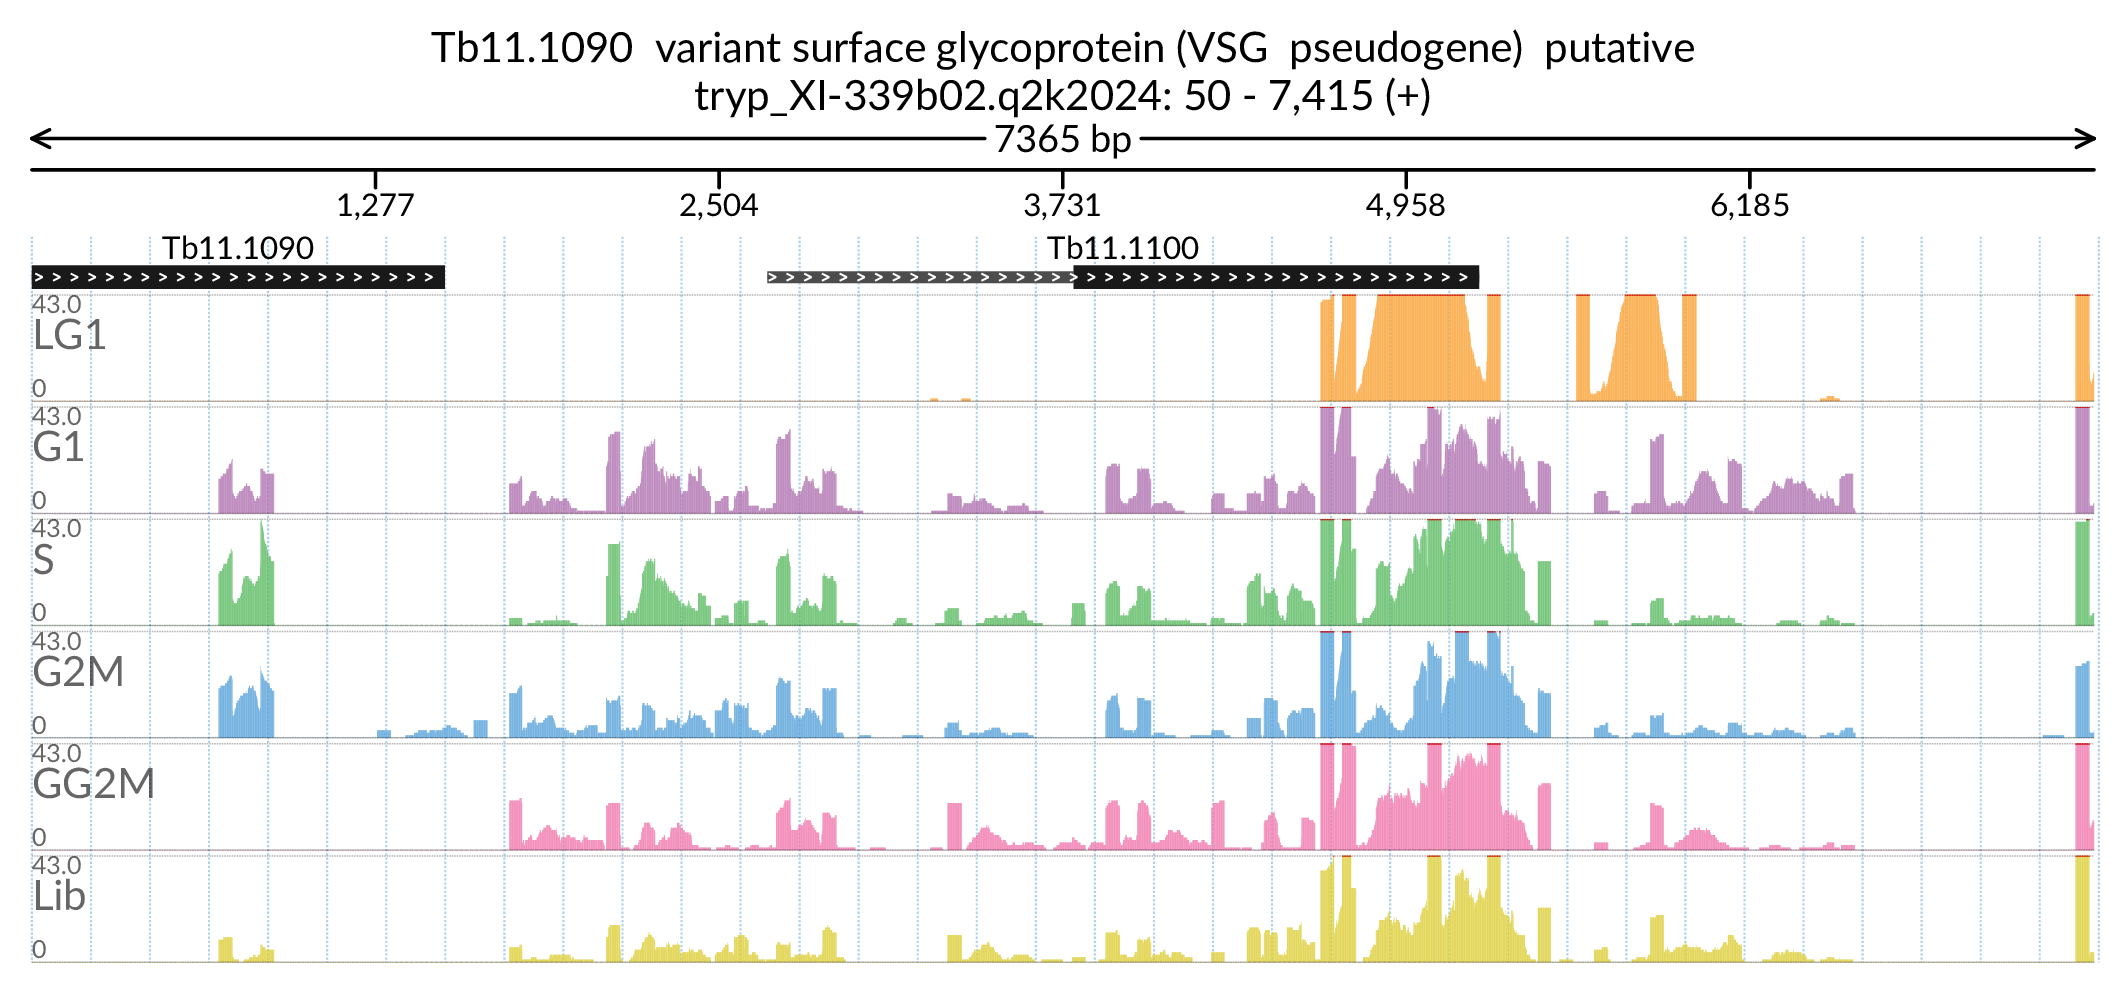 Tb11.1090 variant surface glycoprotein (VSG pseudogene) putative
tryp_XI-339b02.q2k2024: 50 - 7,415 (+)
7365 bp
1,277 2,504 3,731 4,958 6,185
Tb11.1090 Tb11.1100
43.0
LG1
0
43.0
G1
0
43.0
S
0
43.0
G2M
0
43.0
GG2M
0
43.0
Lib
0